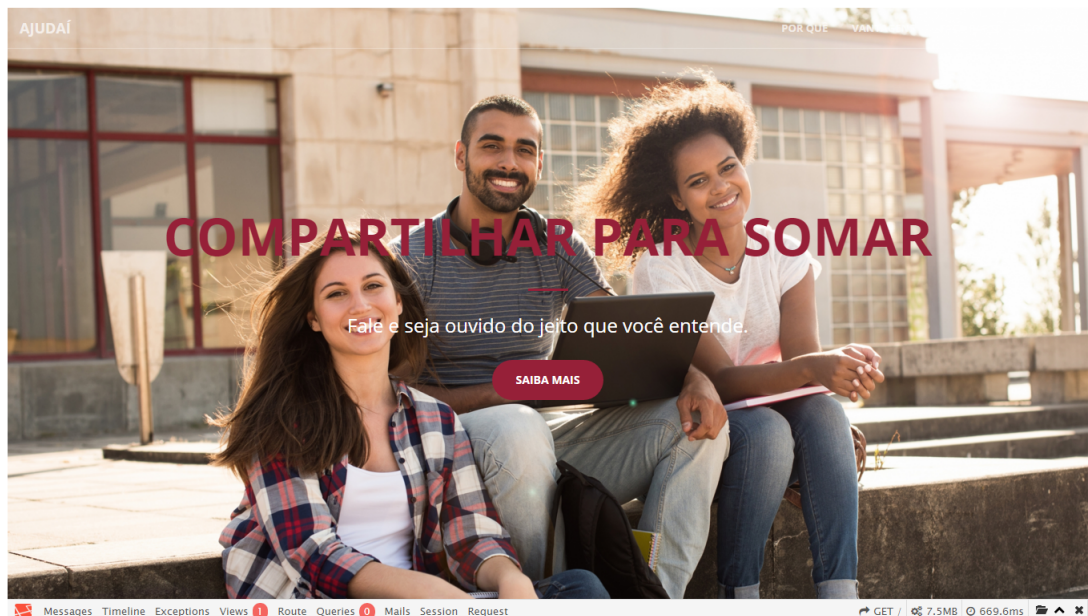 AJUDAÍ
POR QUE
COMPARTILHAR PARA SOMAR
Fale e seja ouvido do jeito que você entende.
SAIBA MAIS
Messages Timeline Exceptions Views 1 Route Queries 0 Mails Session Request
GET / 7.5MB 669.6ms